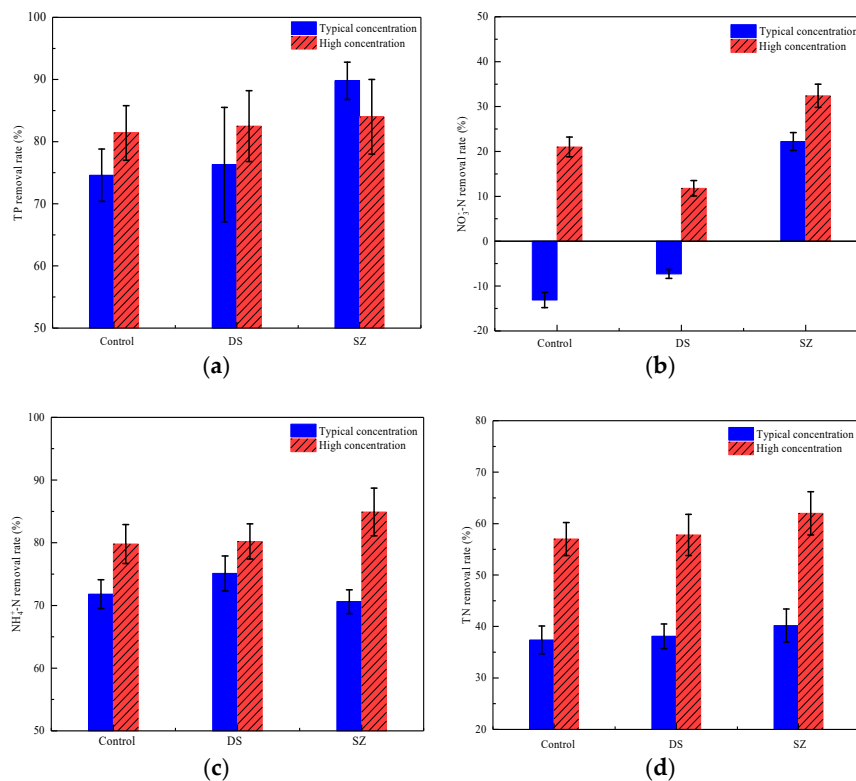 100
90
80
70
60
50
TP removal rate (%)
Typical concentration
High concentration
Control DS SZ
(a)
50
40
30
20
10
0
-10
-20
NO₃⁻-N removal rate (%)
Typical concentration
High concentration
Control DS SZ
(b)
100
90
80
70
60
50
NH₄⁺-N removal rate (%)
Typical concentration
High concentration
Control DS SZ
(c)
80
70
60
50
40
30
20
TN removal rate (%)
Typical concentration
High concentration
Control DS SZ
(d)